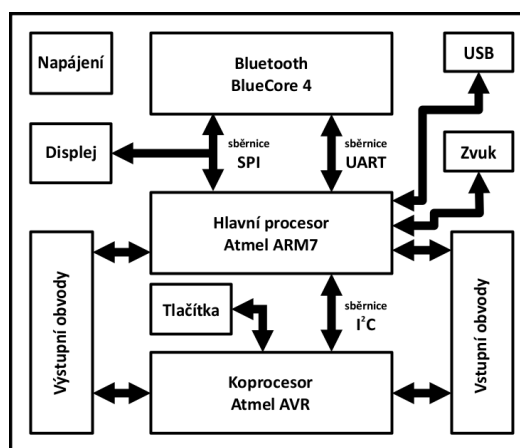 Napájení
Bluetooth
BlueCore 4
USB
Displej
sběrnice
SPI
sběrnice
UART
Zvuk
Hlavní procesor
Atmel ARM7
Výstupní obvody
Tlačítka
sběrnice
I²C
Vstupní obvody
Koprocesor
Atmel AVR